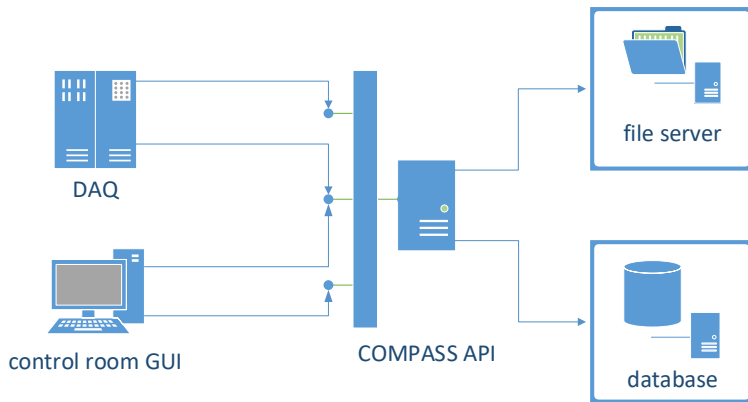 file server
DAQ
control room GUI
COMPASS API
database